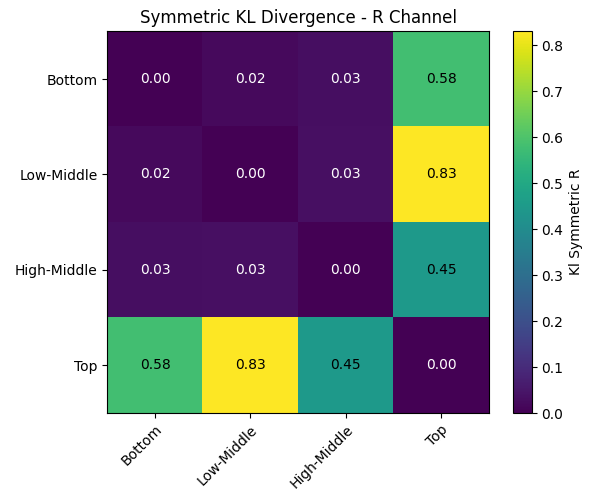 Symmetric KL Divergence - R Channel
Bottom 0.00 0.02 0.03 0.58
Low-Middle 0.02 0.00 0.03 0.83
High-Middle 0.03 0.03 0.00 0.45
Top 0.58 0.83 0.45 0.00
Bottom
Low-Middle
High-Middle
Top
0.8
0.7
0.6
0.5
0.4
0.3
0.2
0.1
0.0
Kl Symmetric R